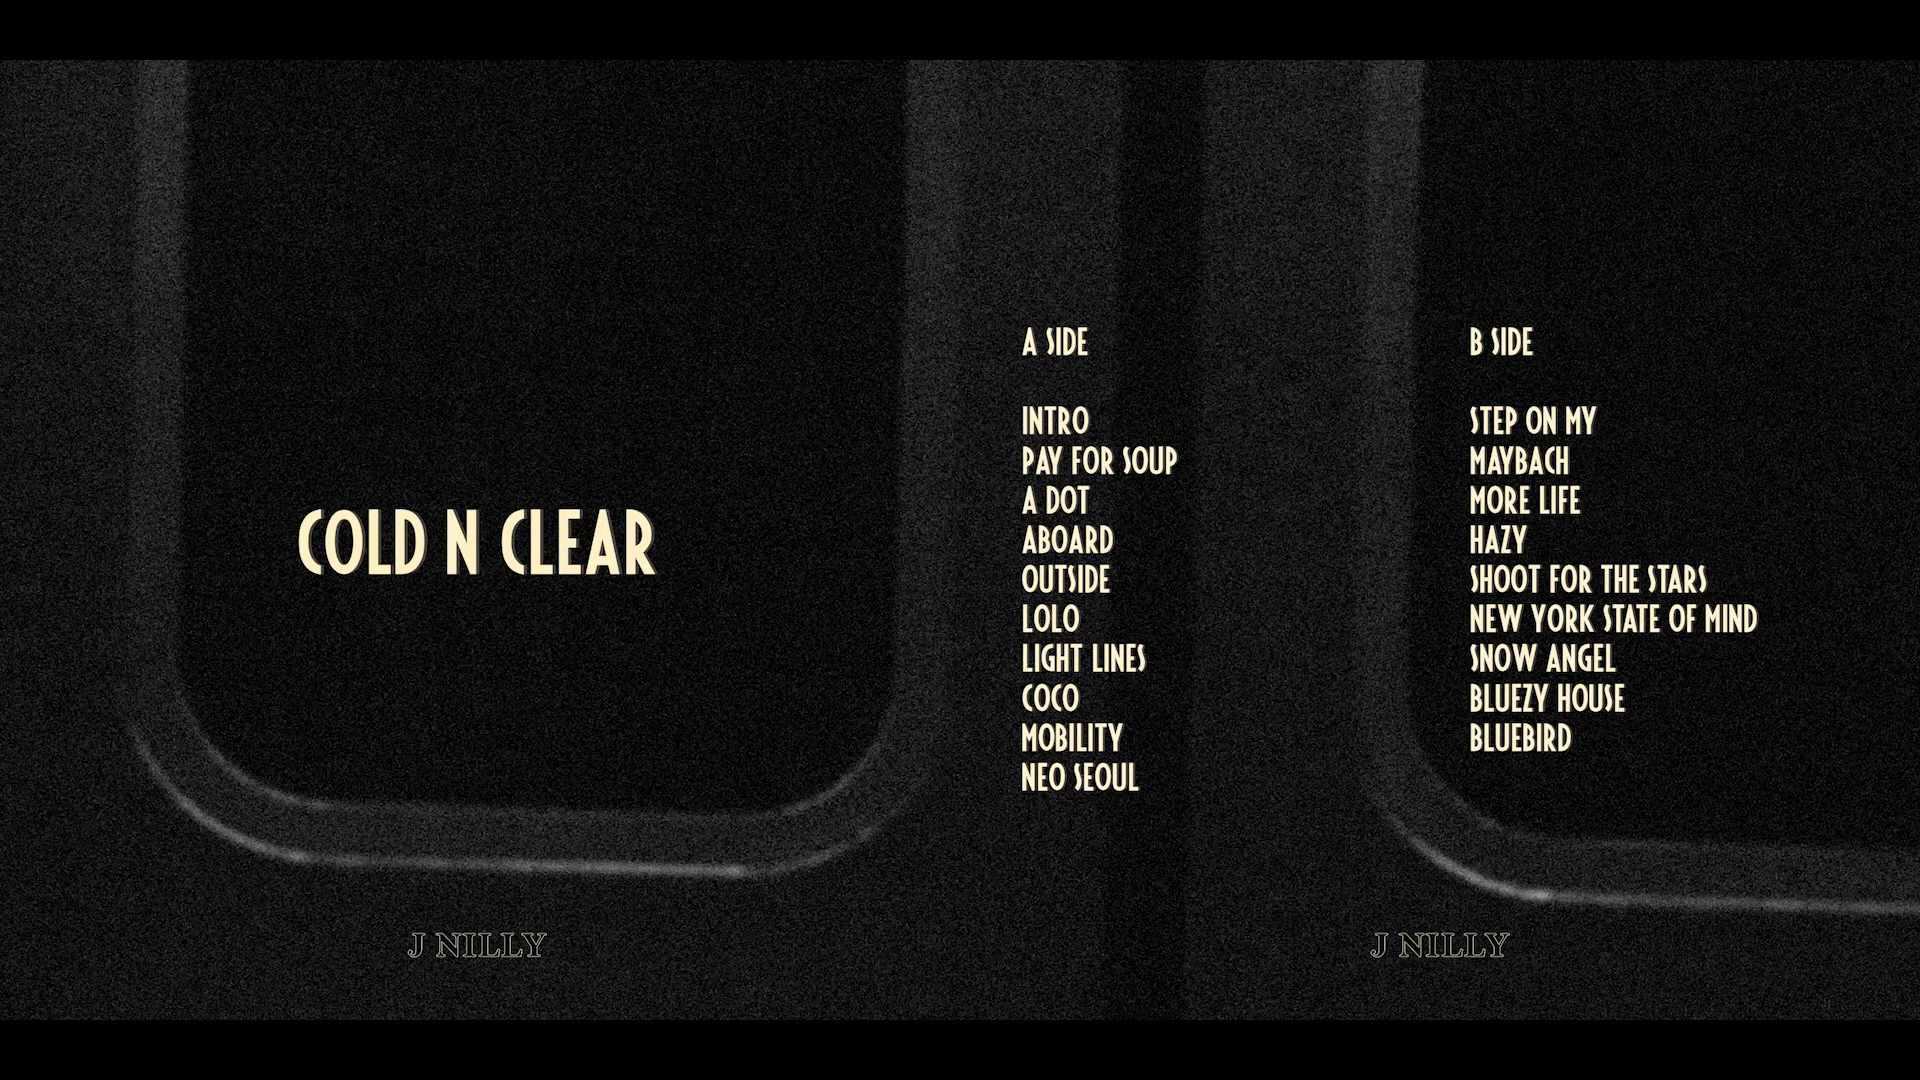 COLD N CLEAR
J NILLY
A SIDE
INTRO
PAY FOR SOUP
A DOT
ABOARD
OUTSIDE
LOLO
LIGHT LINES
COCO
MOBILITY
NEO SEOUL
B SIDE
STEP ON MY
MAYBACH
MORE LIFE
HAZY
SHOOT FOR THE STARS
NEW YORK STATE OF MIND
SNOW ANGEL
BLUEZY HOUSE
BLUEBIRD
J NILLY